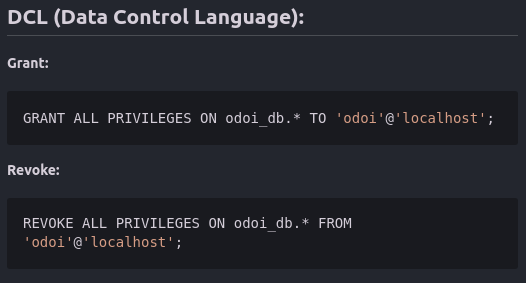 DCL (Data Control Language):
Grant:
GRANT ALL PRIVILEGES ON odoi_db.* TO 'odoi'@'localhost';
Revoke:
REVOKE ALL PRIVILEGES ON odoi_db.* FROM
'odoi'@'localhost';